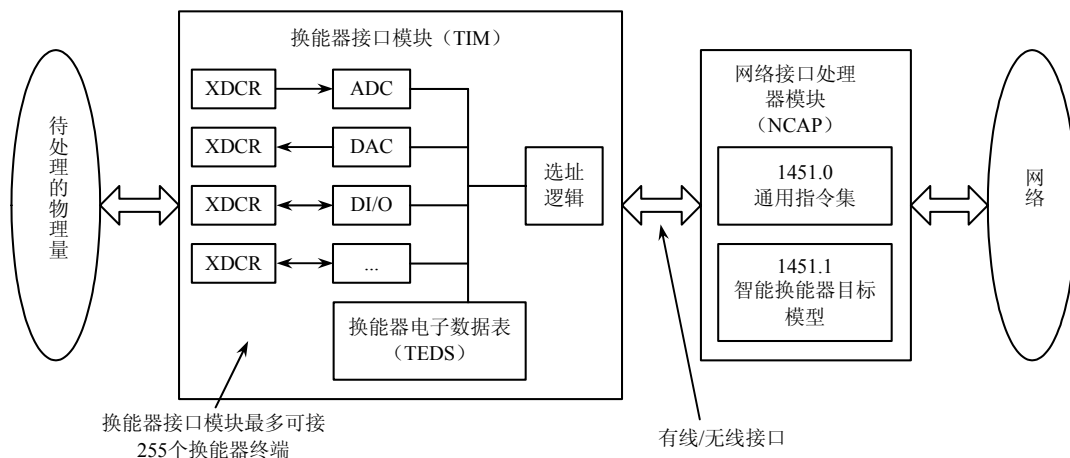 待处理的物理量
换能器接口模块（TIM）
XDCR
ADC
XDCR
DAC
XDCR
DI/O
XDCR
...
选址
逻辑
换能器电子数据表
（TEDS）
换能器接口模块最多可接
255个换能器终端
有线/无线接口
网络接口处理
器模块
（NCAP）
1451.0
通用指令集
1451.1
智能换能器目标
模型
网络